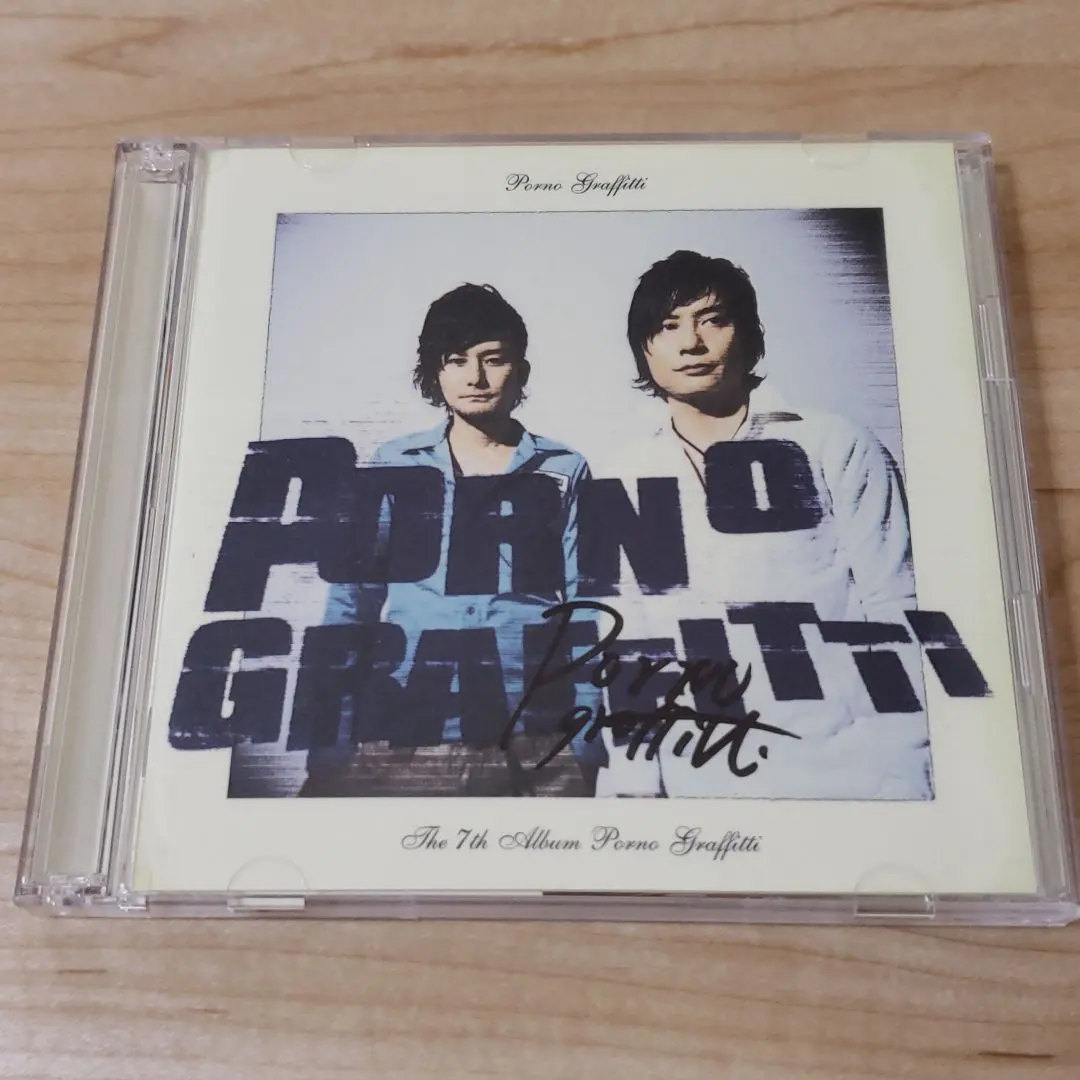 Porno Graffitti
PORNO
GRAFFITTI
Porno
graffitti.
The 7th Album Porno Graffitti